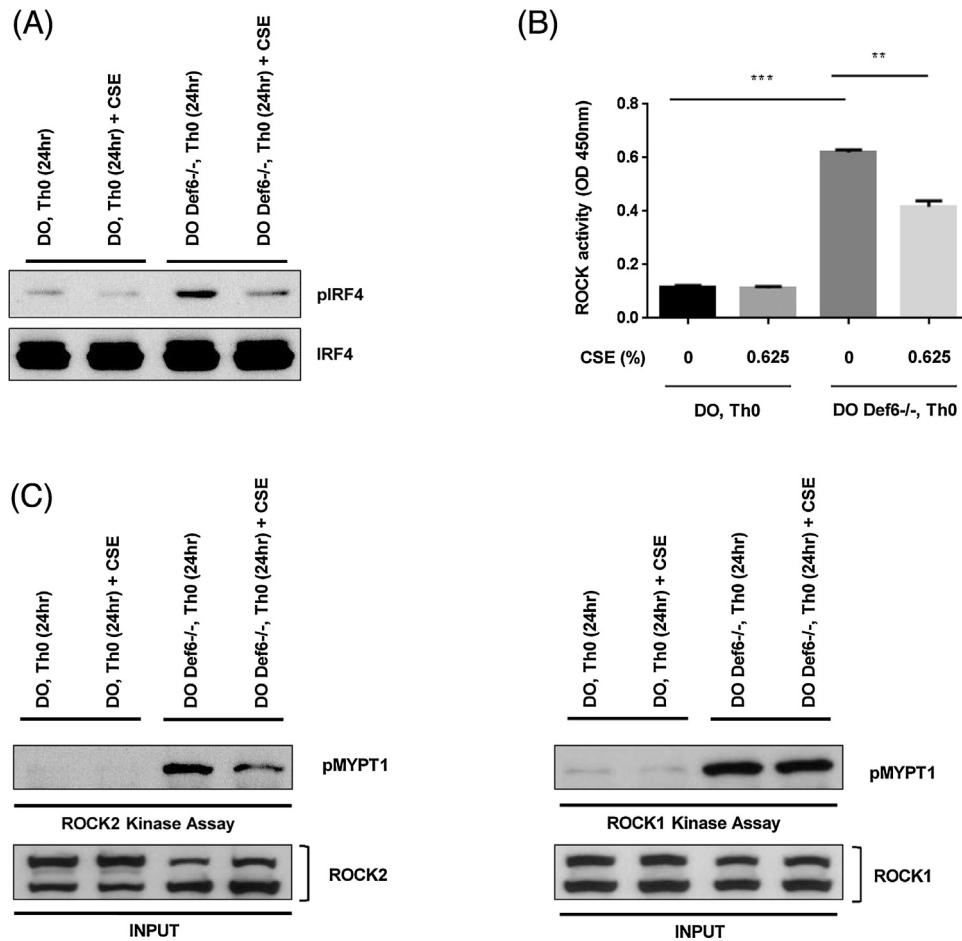 (A)
DO, Th0 (24hr)
DO, Th0 (24hr) + CSE
DO Def6-/-, Th0 (24hr)
DO Def6-/-, Th0 (24hr) + CSE
pIRF4
IRF4
(B)
ROCK activity (OD 450nm)
0.8
0.6
0.4
0.2
0.0
***
**
CSE (%)
0
0.625
0
0.625
DO, Th0
DO Def6-/-, Th0
(C)
DO, Th0 (24hr)
DO, Th0 (24hr) + CSE
DO Def6-/-, Th0 (24hr)
DO Def6-/-, Th0 (24hr) + CSE
pMYPT1
ROCK2 Kinase Assay
ROCK2
INPUT
DO, Th0 (24hr)
DO, Th0 (24hr) + CSE
DO Def6-/-, Th0 (24hr)
DO Def6-/-, Th0 (24hr) + CSE
pMYPT1
ROCK1 Kinase Assay
ROCK1
INPUT